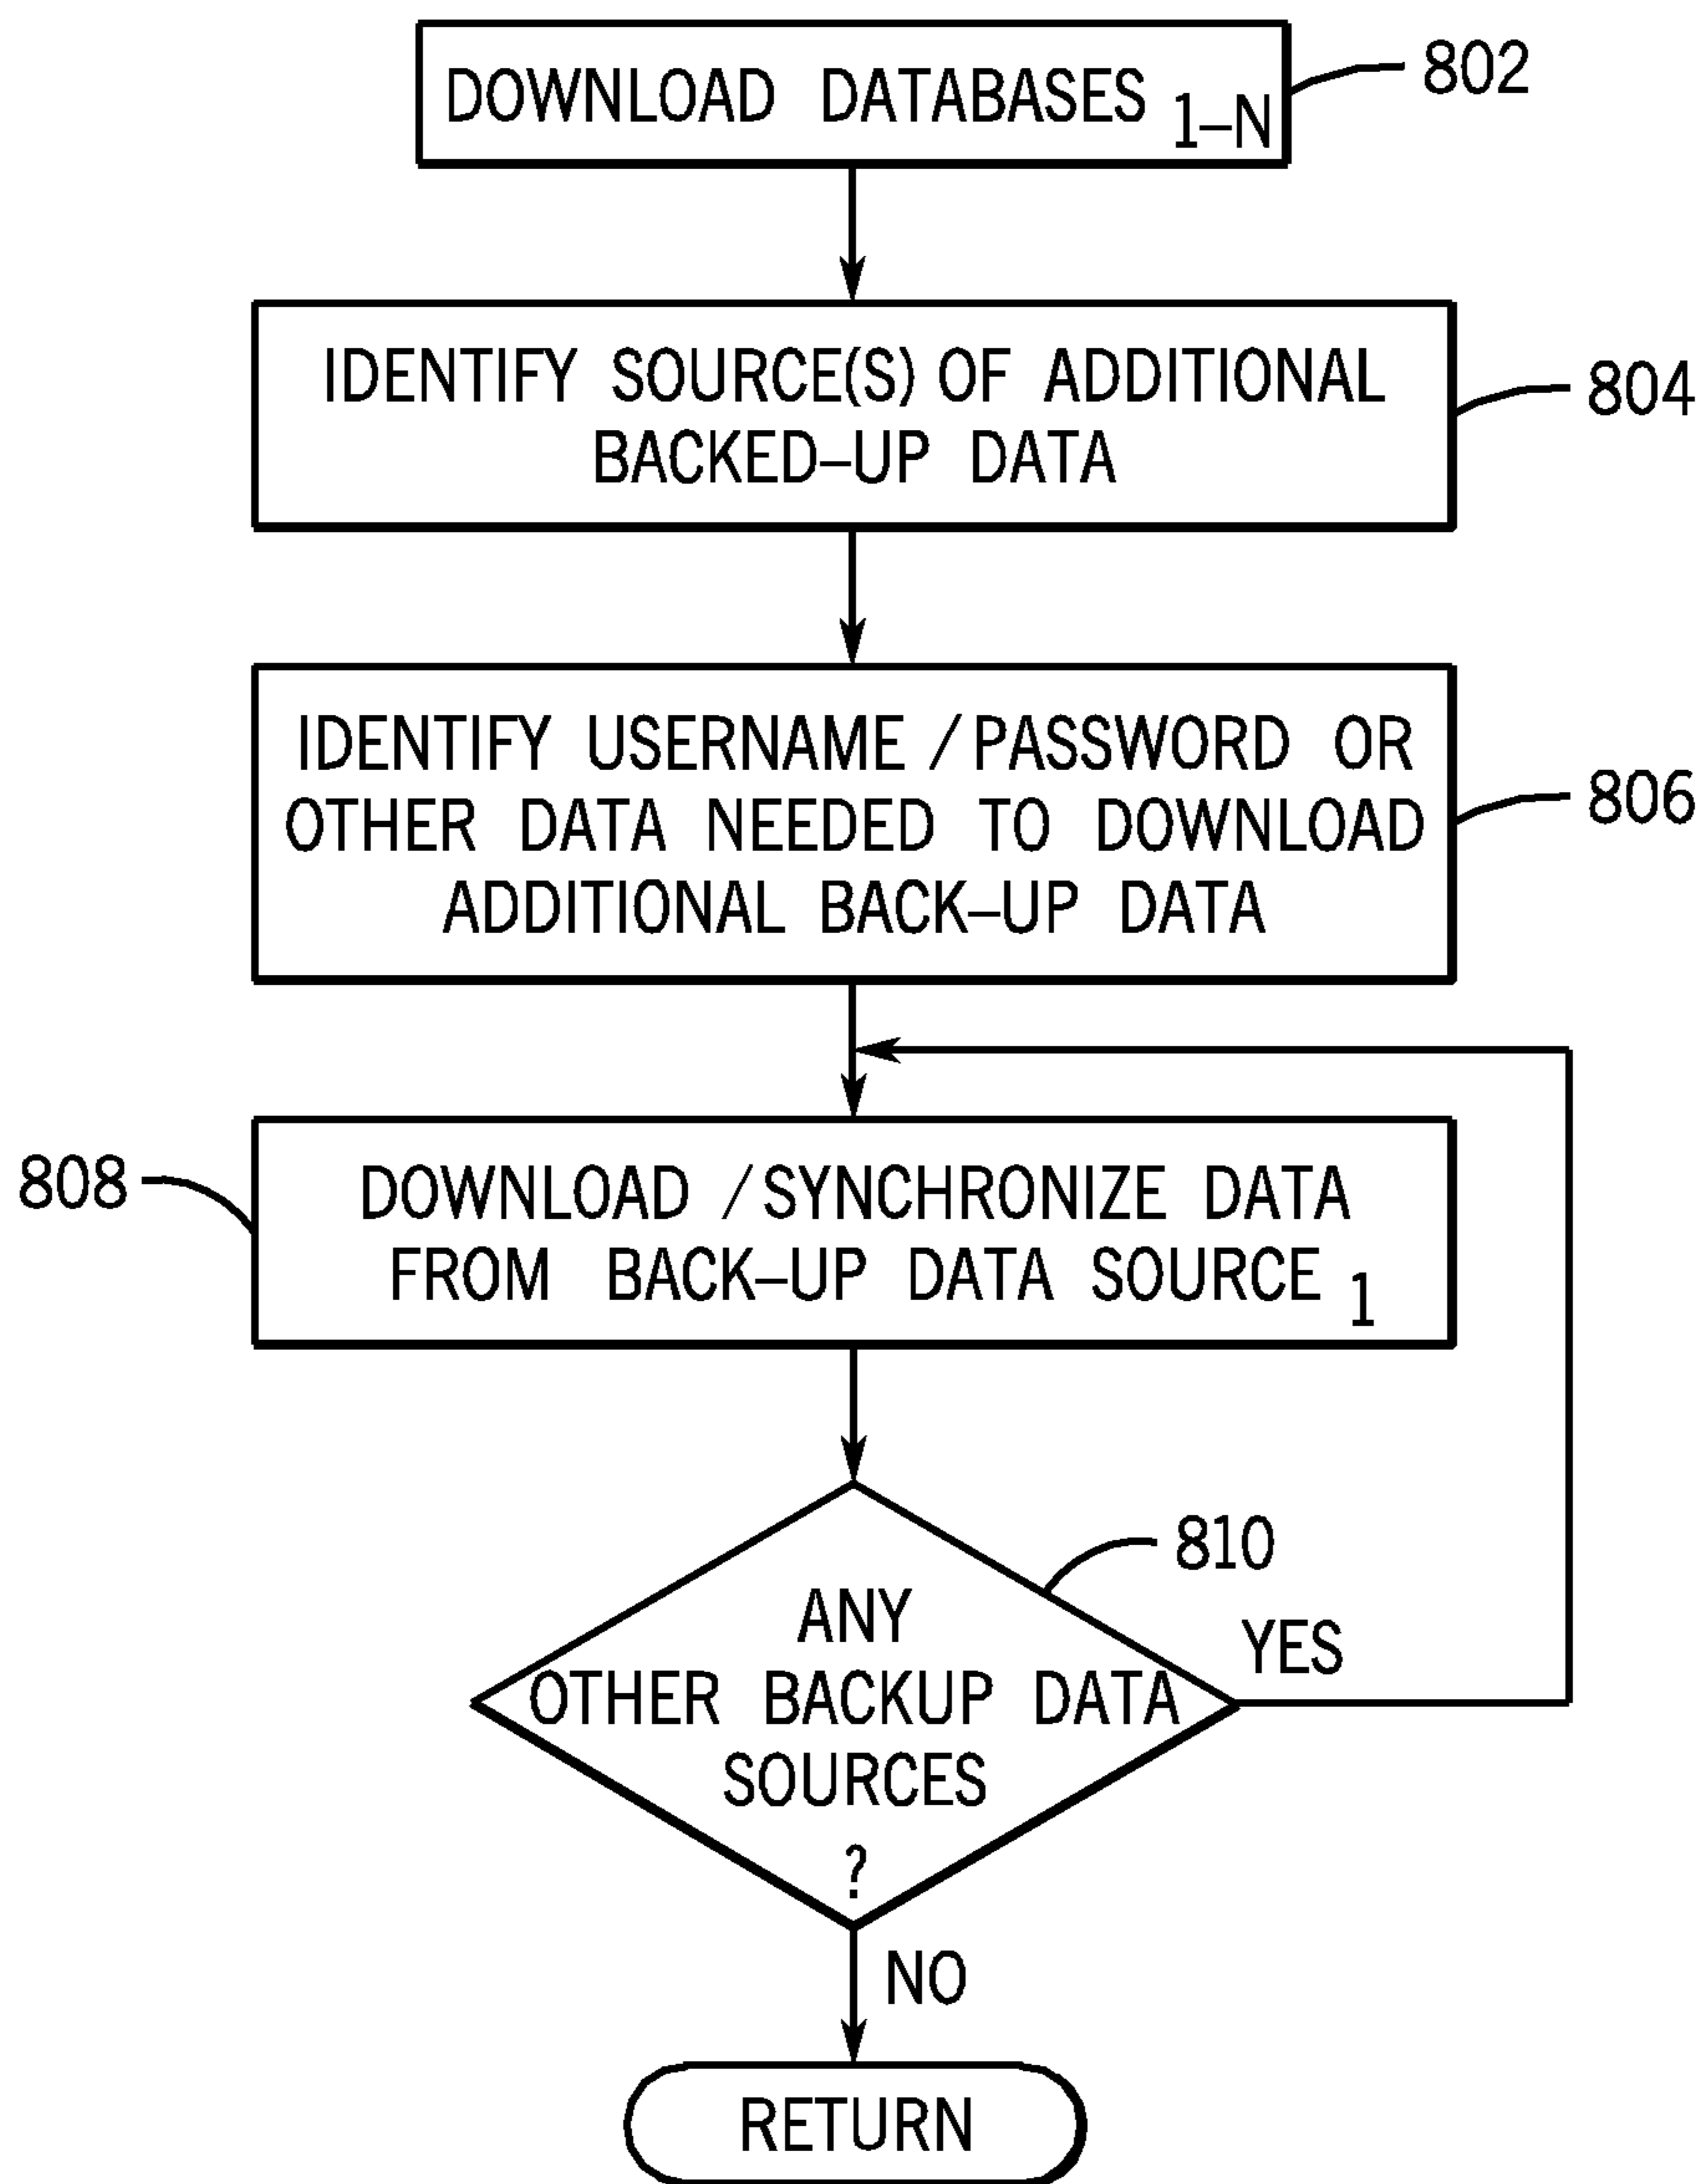 DOWNLOAD DATABASES 1–N
802
IDENTIFY SOURCE(S) OF ADDITIONAL
BACKED–UP DATA
804
IDENTIFY USERNAME / PASSWORD OR
OTHER DATA NEEDED TO DOWNLOAD
ADDITIONAL BACK–UP DATA
806
808
DOWNLOAD / SYNCHRONIZE DATA
FROM BACK–UP DATA SOURCE 1
810
ANY
OTHER BACKUP DATA
SOURCES
?
YES
NO
RETURN